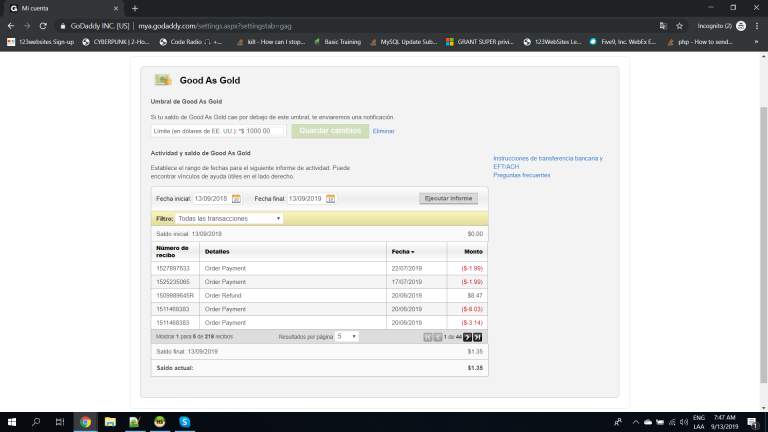 Mi cuenta
GoDaddy INC. [US] | mya.godaddy.com/settings.aspx?settingstab=gag
Incognito (2)
123websites Sign-up
CYBERPUNK | 2-Ho...
Code Radio
+...
kill - How can I stop...
Basic Training
MySQL Update Sub...
GRANT SUPER privi...
123WebSites Le...
Five9, Inc. WebEx E...
php - How to send...
Good As Gold
Umbral de Good As Gold
Si tu saldo de Good As Gold cae por debajo de este umbral, te enviaremos una notificación.
Límite (en dólares de EE. UU.): *$ 1000.00
Guardar cambios
Eliminar
Actividad y saldo de Good As Gold
Establece el rango de fechas para el siguiente informe de actividad. Puede
encontrar vínculos de ayuda útiles en el lado derecho.
Instrucciones de transferencia bancaria y
EFT/ACH
Preguntas frecuentes
Fecha inicial: 13/09/2018 Fecha final: 13/09/2019 Ejecutar informe
Filtro: Todas las transacciones
Saldo inicial: 13/09/2018 $0.00
Número de
recibo Detalles Fecha Monto
1527897633 Order Payment 22/07/2019 ($-1.99)
1525235065 Order Payment 17/07/2019 ($-1.99)
1509989645R Order Refund 20/06/2019 $8.47
1511468383 Order Payment 20/06/2019 ($-8.03)
1511468383 Order Payment 20/06/2019 ($-3.14)
Mostrar 1 para 5 de 218 recibos Resultados por página 5 1 de 44
Saldo final: 13/09/2019 $1.35
Saldo actual: $1.35
ENG 7:47 AM
LAA 9/13/2019